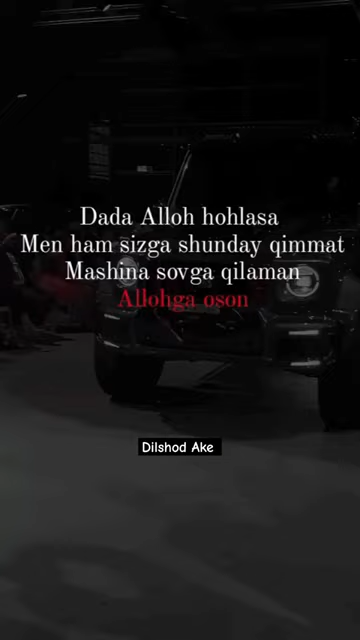 Dada Alloh hohlasa
Men ham sizga shunday qimmat
Mashina sovga qilaman
Allohga oson
Dilshod Ake